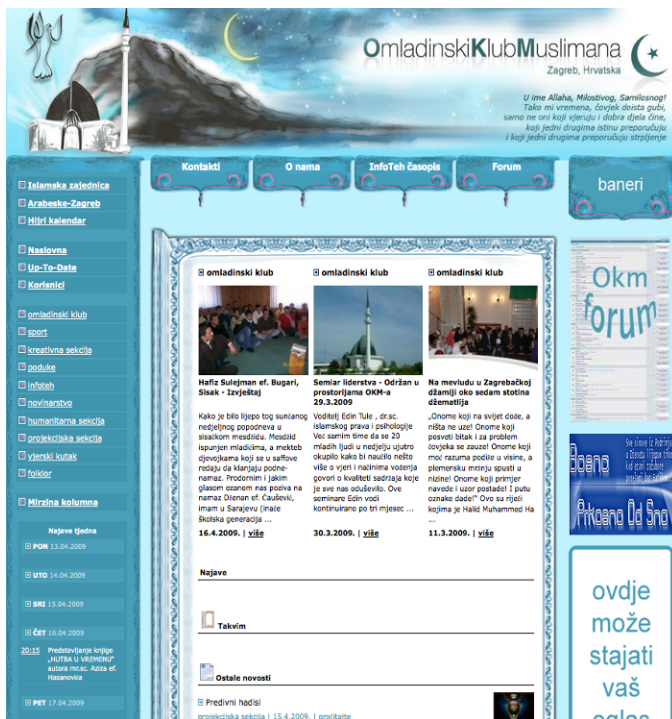 OmladinskiKlubMuslimana
Zagreb, Hrvatska
U ime Allaha, Milostivog, Samilosnog!
Tako mi vremena, čovjek doista gubi,
samo ne oni koji vjeruju i dobra djela čine,
koji jedni drugima istinu preporučuju
i koji jedni drugima preporučuju strpljenje
Kontakti
O nama
InfoTeh časopis
Forum
baneri
Islamska zajednica
Arabeske-Zagreb
Hijri kalendar
Naslovna
Up-To-Date
Korisnici
omladinski klub
sport
kreativna sekcija
poduke
infoteh
novinarstvo
humanitarna sekcija
projekcijska sekcija
vjerski kutak
folklor
Mirzina kolumna
Najave tjedna
PON 13.04.2009
UTO 14.04.2009
SRI 15.04.2009
ČET 16.04.2009
20:15 Predstavljanje knjige
„HUTBA U VREMENU"
autora mr.sc. Aziza ef.
Hasanovića
PET 17.04.2009
omladinski klub
Hafiz Sulejman ef. Bugari,
Sisak - Izvještaj
Kako je bilo lijepo tog sunčanog
nedjeljnog popodneva u
sisačkom mesdžidu. Mesdžid
ispunjen mladićima, a mekteb
djevojkama koji se u saffove
redaju da klanjaju podne-
namaz. Prodornim i jakim
glasom ezanom nas poziva na
namaz Dženan ef. Čaušević,
imam u Sarajevu (inače
školska generacija ...
16.4.2009. | više
omladinski klub
Semiar liderstva - Održan u
prostorijama OKM-a
29.3.2009
Voditelj Edin Tule , dr.sc.
islamskog prava i psihologije
Već samim time da se 20
mladih ljudi u nedjelju ujutro
okupilo kako bi naučilo nešto
više o vjeri i načinima vođenja
govori o kvaliteti sadržaja koje
je sve nas oduševilo. Ove
seminare Edin vodi
kontinuirano po tri mjesec ...
30.3.2009. | više
omladinski klub
Na mevludu u Zagrebačkoj
džamiji oko sedam stotina
džematlija
„Onome koji na svijet dođe, a
ništa ne uze! Onome koji
posveti bitak i za problem
čovjeka se zauze! Onome koji
moć razuma podiže u visine, a
plemensku mržnju spusti u
nizine! Onome koji primjer
navede i uzor postade! I putu
oznake dade!" Ovo su riječi
kojima je Halid Muhammed Ha
...
11.3.2009. | više
Najave
Takvim
Ostale novosti
Predivni hadisi
projekcijska sekcija | 15.4.2009. | pročitajte
Okm
forum
Bosno
Prkosno Od Sna
ovdje
može
stajati
vaš
oglas